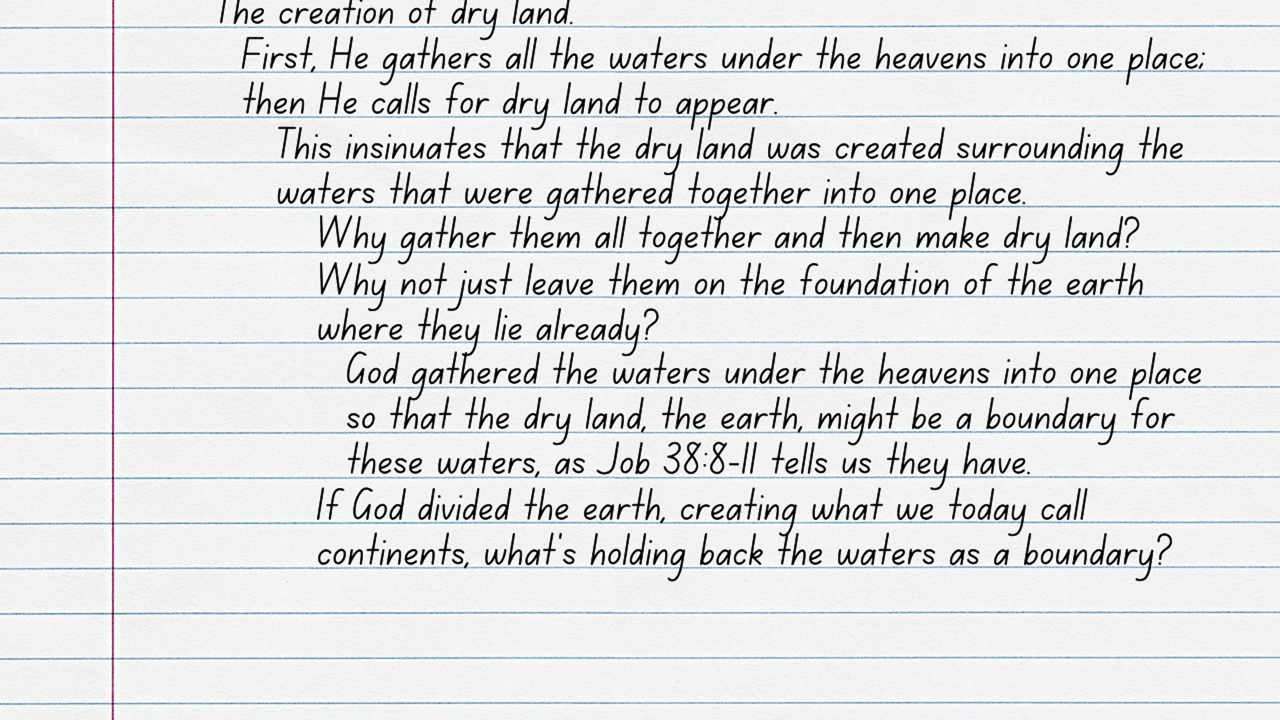 The creation of dry land.
First, He gathers all the waters under the heavens into one place;
then He calls for dry land to appear.
This insinuates that the dry land was created surrounding the
waters that were gathered together into one place.
Why gather them all together and then make dry land?
Why not just leave them on the foundation of the earth
where they lie already?
God gathered the waters under the heavens into one place
so that the dry land, the earth, might be a boundary for
these waters, as Job 38:8-11 tells us they have.
If God divided the earth, creating what we today call
continents, what's holding back the waters as a boundary?